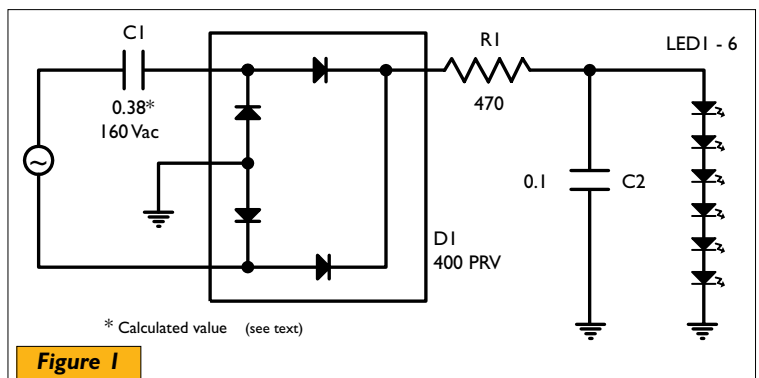 C1
0.38*
160 Vac
~
R1
470
LED1 - 6
0.1
C2
D1
400 PRV
* Calculated value (see text)
Figure 1